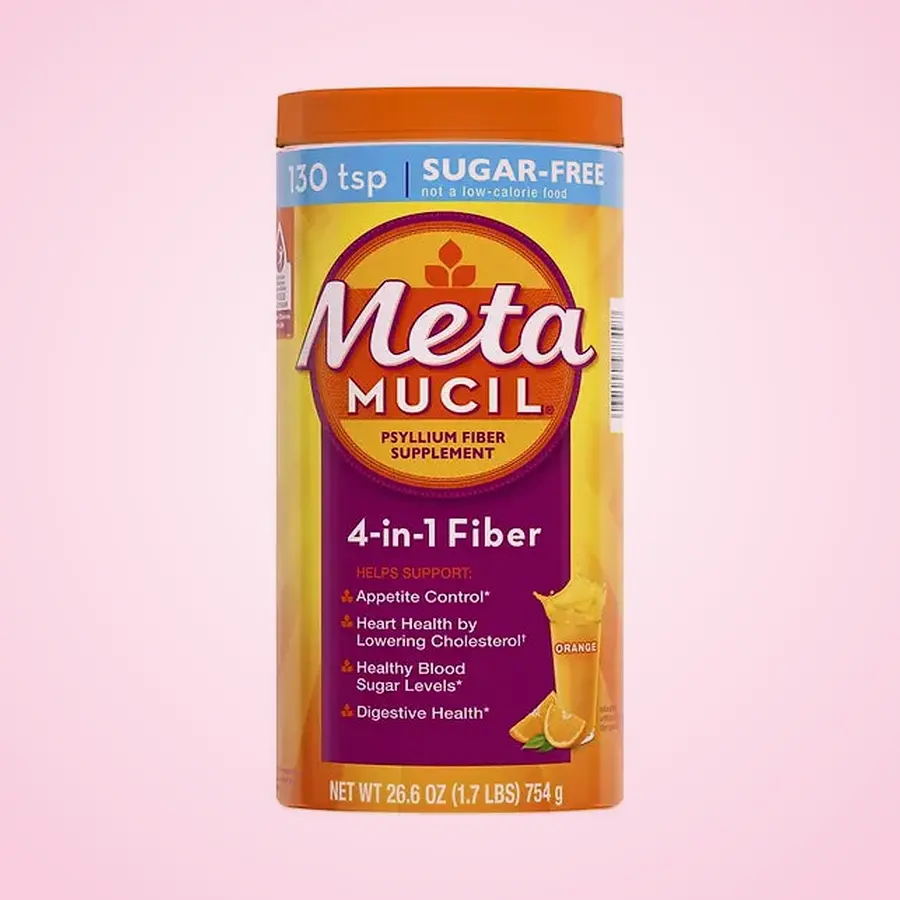 130 tsp | SUGAR-FREE
not a low-calorie food
Meta
MUCIL®
PSYLLIUM FIBER
SUPPLEMENT
4-in-1 Fiber
HELPS SUPPORT:
Appetite Control*
Heart Health by
Lowering Cholesterol†
Healthy Blood
Sugar Levels*
Digestive Health*
ORANGE
NET WT 26.6 OZ (1.7 LBS) 754 g